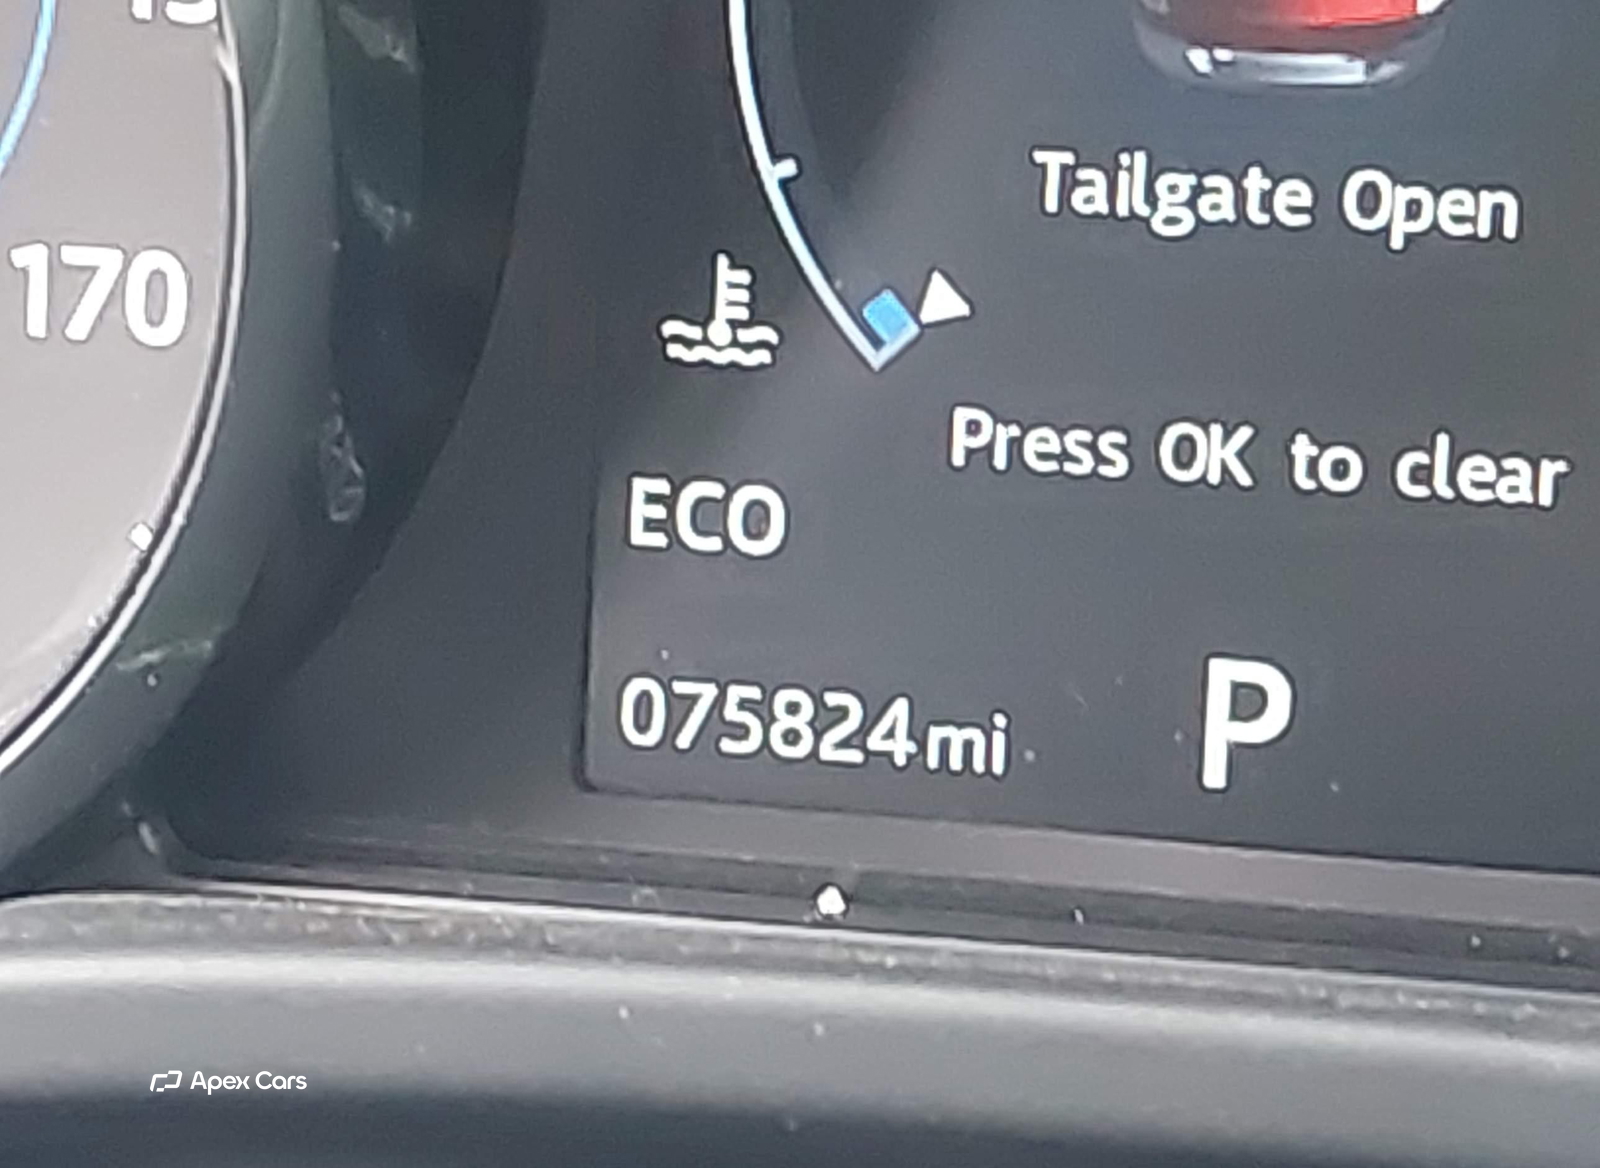 170
Tailgate Open
Press OK to clear
ECO
075824mi
P
Apex Cars